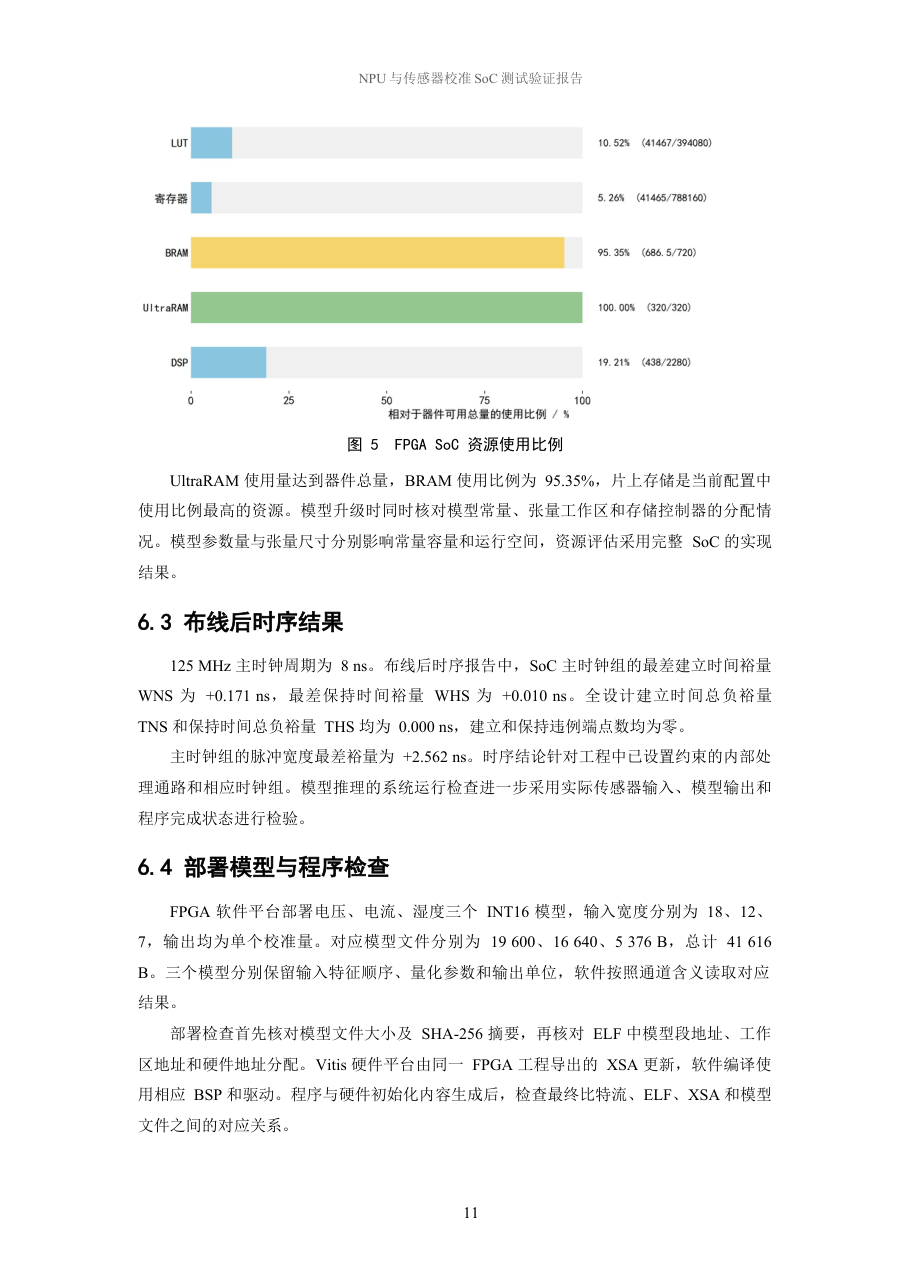 NPU 与传感器校准 SoC 测试验证报告
LUT 10.52% (41467/394080)
寄存器 5.26% (41465/788160)
BRAM 95.35% (686.5/720)
UltraRAM 100.00% (320/320)
DSP 19.21% (438/2280)
0 25 50 75 100
相对于器件可用总量的使用比例 / %
图 5 FPGA SoC 资源使用比例
UltraRAM 使用量达到器件总量，BRAM 使用比例为 95.35%，片上存储是当前配置中
使用比例最高的资源。模型升级时同时核对模型常量、张量工作区和存储控制器的分配情
况。模型参数量与张量尺寸分别影响常量容量和运行空间，资源评估采用完整 SoC 的实现
结果。
6.3 布线后时序结果
125 MHz 主时钟周期为 8 ns。布线后时序报告中，SoC 主时钟组的最差建立时间裕量
WNS 为 +0.171 ns，最差保持时间裕量 WHS 为 +0.010 ns。全设计建立时间总负裕量
TNS 和保持时间总负裕量 THS 均为 0.000 ns，建立和保持违例端点数均为零。
主时钟组的脉冲宽度最差裕量为 +2.562 ns。时序结论针对工程中已设置约束的内部处
理通路和相应时钟组。模型推理的系统运行检查进一步采用实际传感器输入、模型输出和
程序完成状态进行检验。
6.4 部署模型与程序检查
FPGA 软件平台部署电压、电流、湿度三个 INT16 模型，输入宽度分别为 18、12、
7，输出均为单个校准量。对应模型文件分别为 19 600、16 640、5 376 B，总计 41 616
B。三个模型分别保留输入特征顺序、量化参数和输出单位，软件按照通道含义读取对应
结果。
部署检查首先核对模型文件大小及 SHA-256 摘要，再核对 ELF 中模型段地址、工作
区地址和硬件地址分配。Vitis 硬件平台由同一 FPGA 工程导出的 XSA 更新，软件编译使
用相应 BSP 和驱动。程序与硬件初始化内容生成后，检查最终比特流、ELF、XSA 和模型
文件之间的对应关系。
11